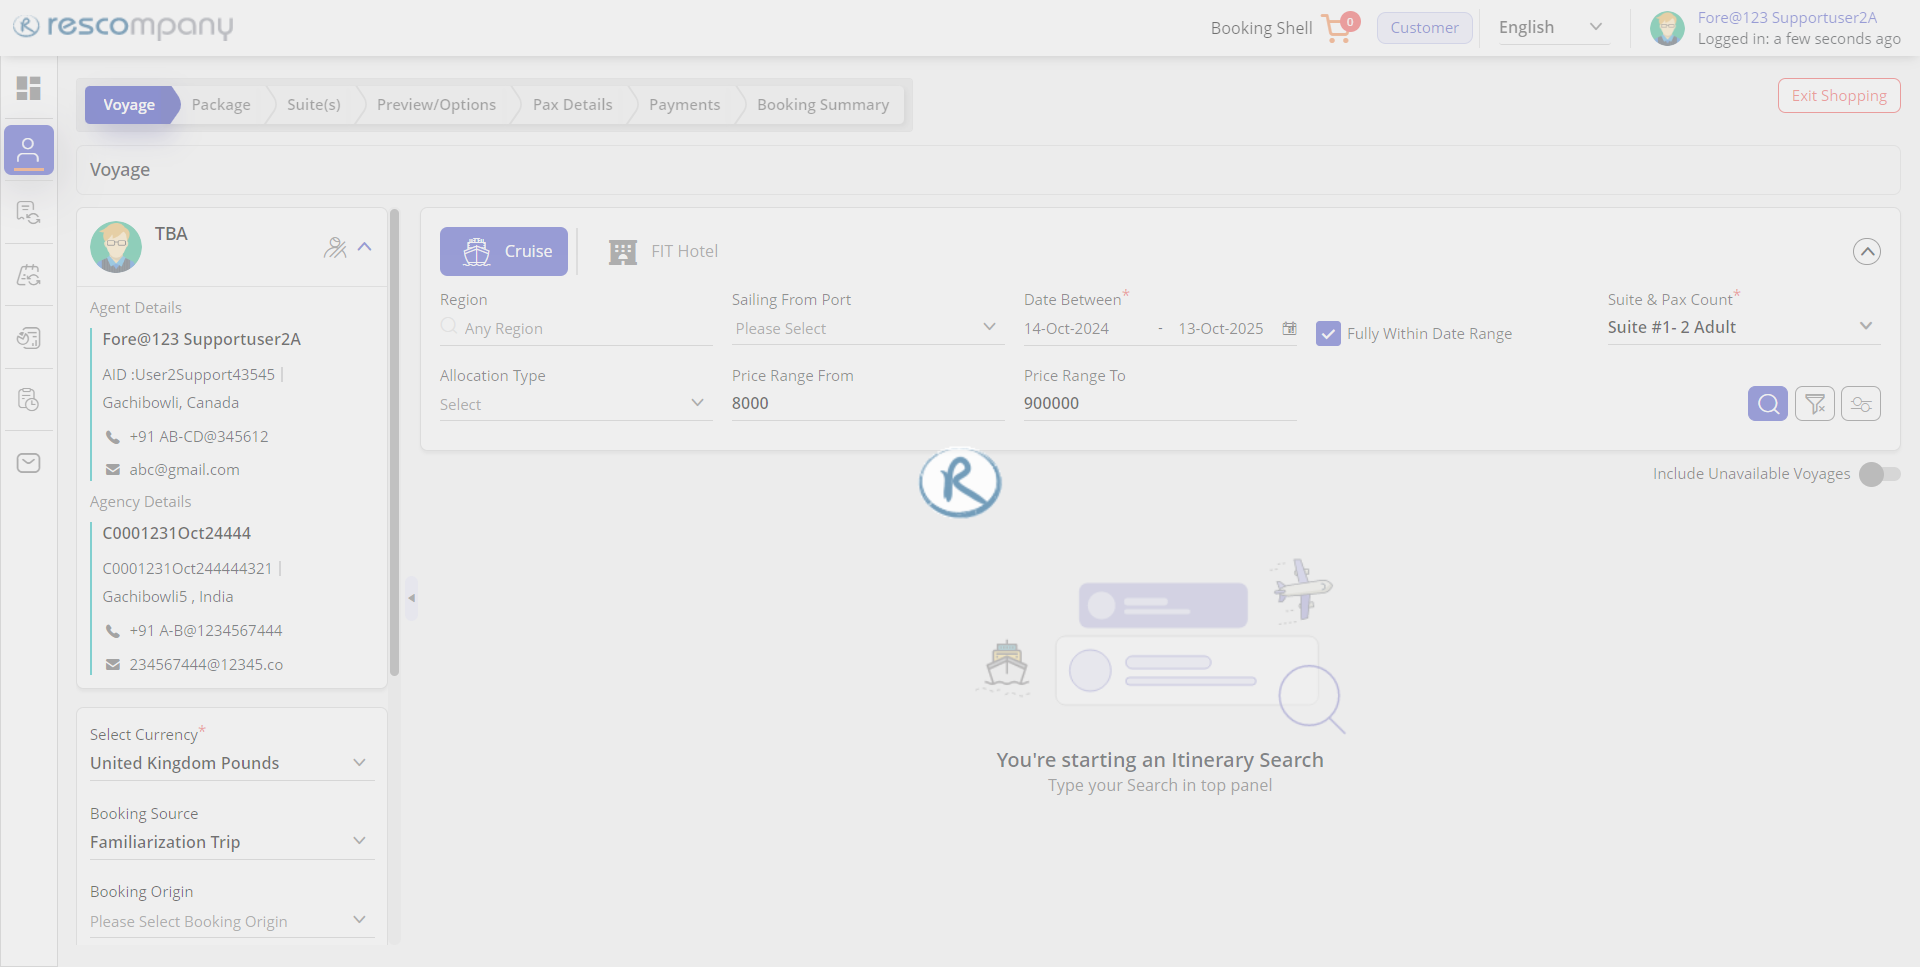 rescompany
Booking Shell
0
Customer
English
Fore@123 Supportuser2A
Logged in: a few seconds ago
Voyage
Package
Suite(s)
Preview/Options
Pax Details
Payments
Booking Summary
Exit Shopping
Voyage
TBA
Agent Details
Fore@123 Supportuser2A
AID :User2Support43545 |
Gachibowli, Canada
+91 AB-CD@345612
abc@gmail.com
Agency Details
C0001231Oct24444
C0001231Oct244444321 |
Gachibowli5 , India
+91 A-B@1234567444
234567444@12345.co
Select Currency*
United Kingdom Pounds
Booking Source
Familiarization Trip
Booking Origin
Please Select Booking Origin
Cruise
FIT Hotel
Region
Any Region
Sailing From Port
Please Select
Date Between*
14-Oct-2024 - 13-Oct-2025
Fully Within Date Range
Suite & Pax Count*
Suite #1- 2 Adult
Allocation Type
Select
Price Range From
8000
Price Range To
900000
Include Unavailable Voyages
R
You're starting an Itinerary Search
Type your Search in top panel